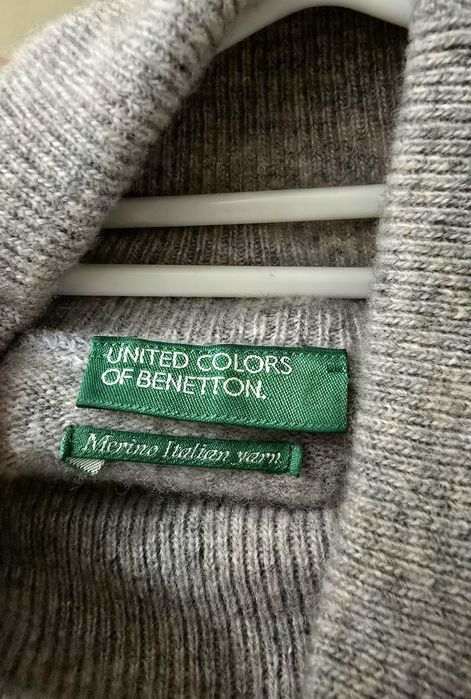 UNITED COLORS
OF BENETTON.
Merino Italian yarn